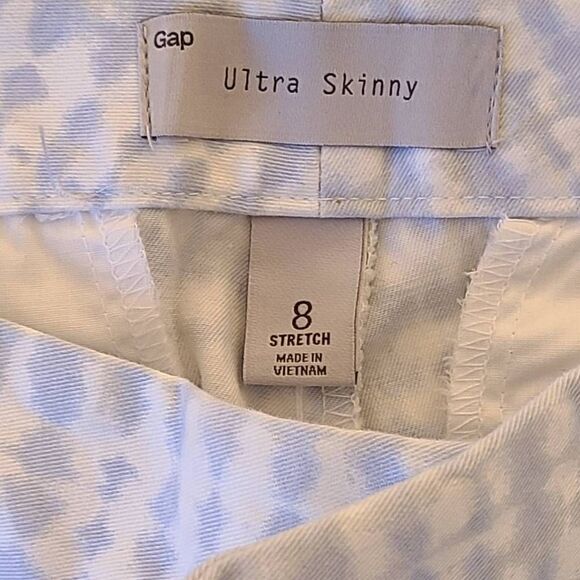 Gap
Ultra Skinny
8
STRETCH
MADE IN
VIETNAM